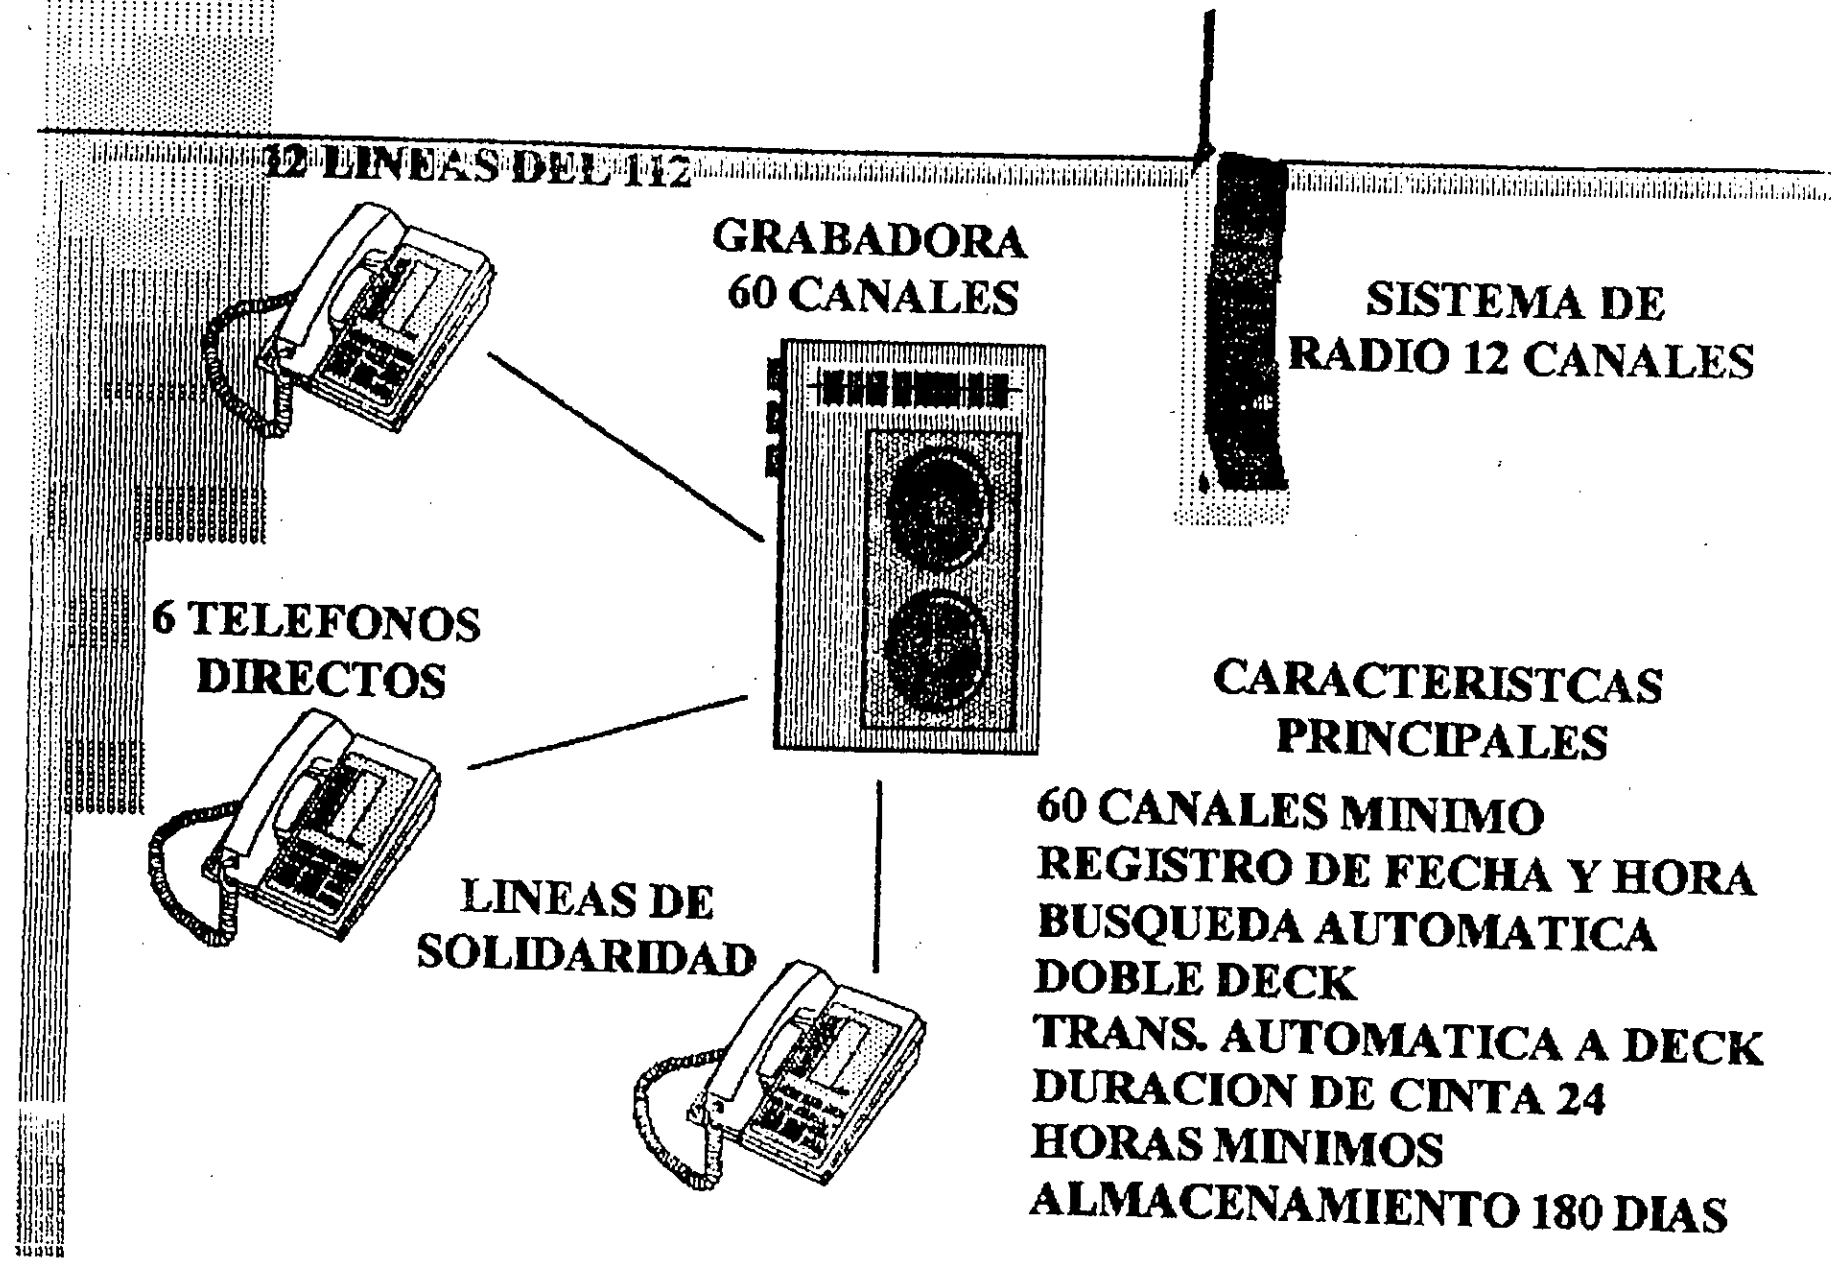 12 LINEAS DEL 112
GRABADORA
60 CANALES
SISTEMA DE
RADIO 12 CANALES
6 TELEFONOS
DIRECTOS
LINEAS DE
SOLIDARIDAD
CARACTERISTCAS
PRINCIPALES
60 CANALES MINIMO
REGISTRO DE FECHA Y HORA
BUSQUEDA AUTOMATICA
DOBLE DECK
TRANS. AUTOMATICA A DECK
DURACION DE CINTA 24
HORAS MINIMOS
ALMACENAMIENTO 180 DIAS